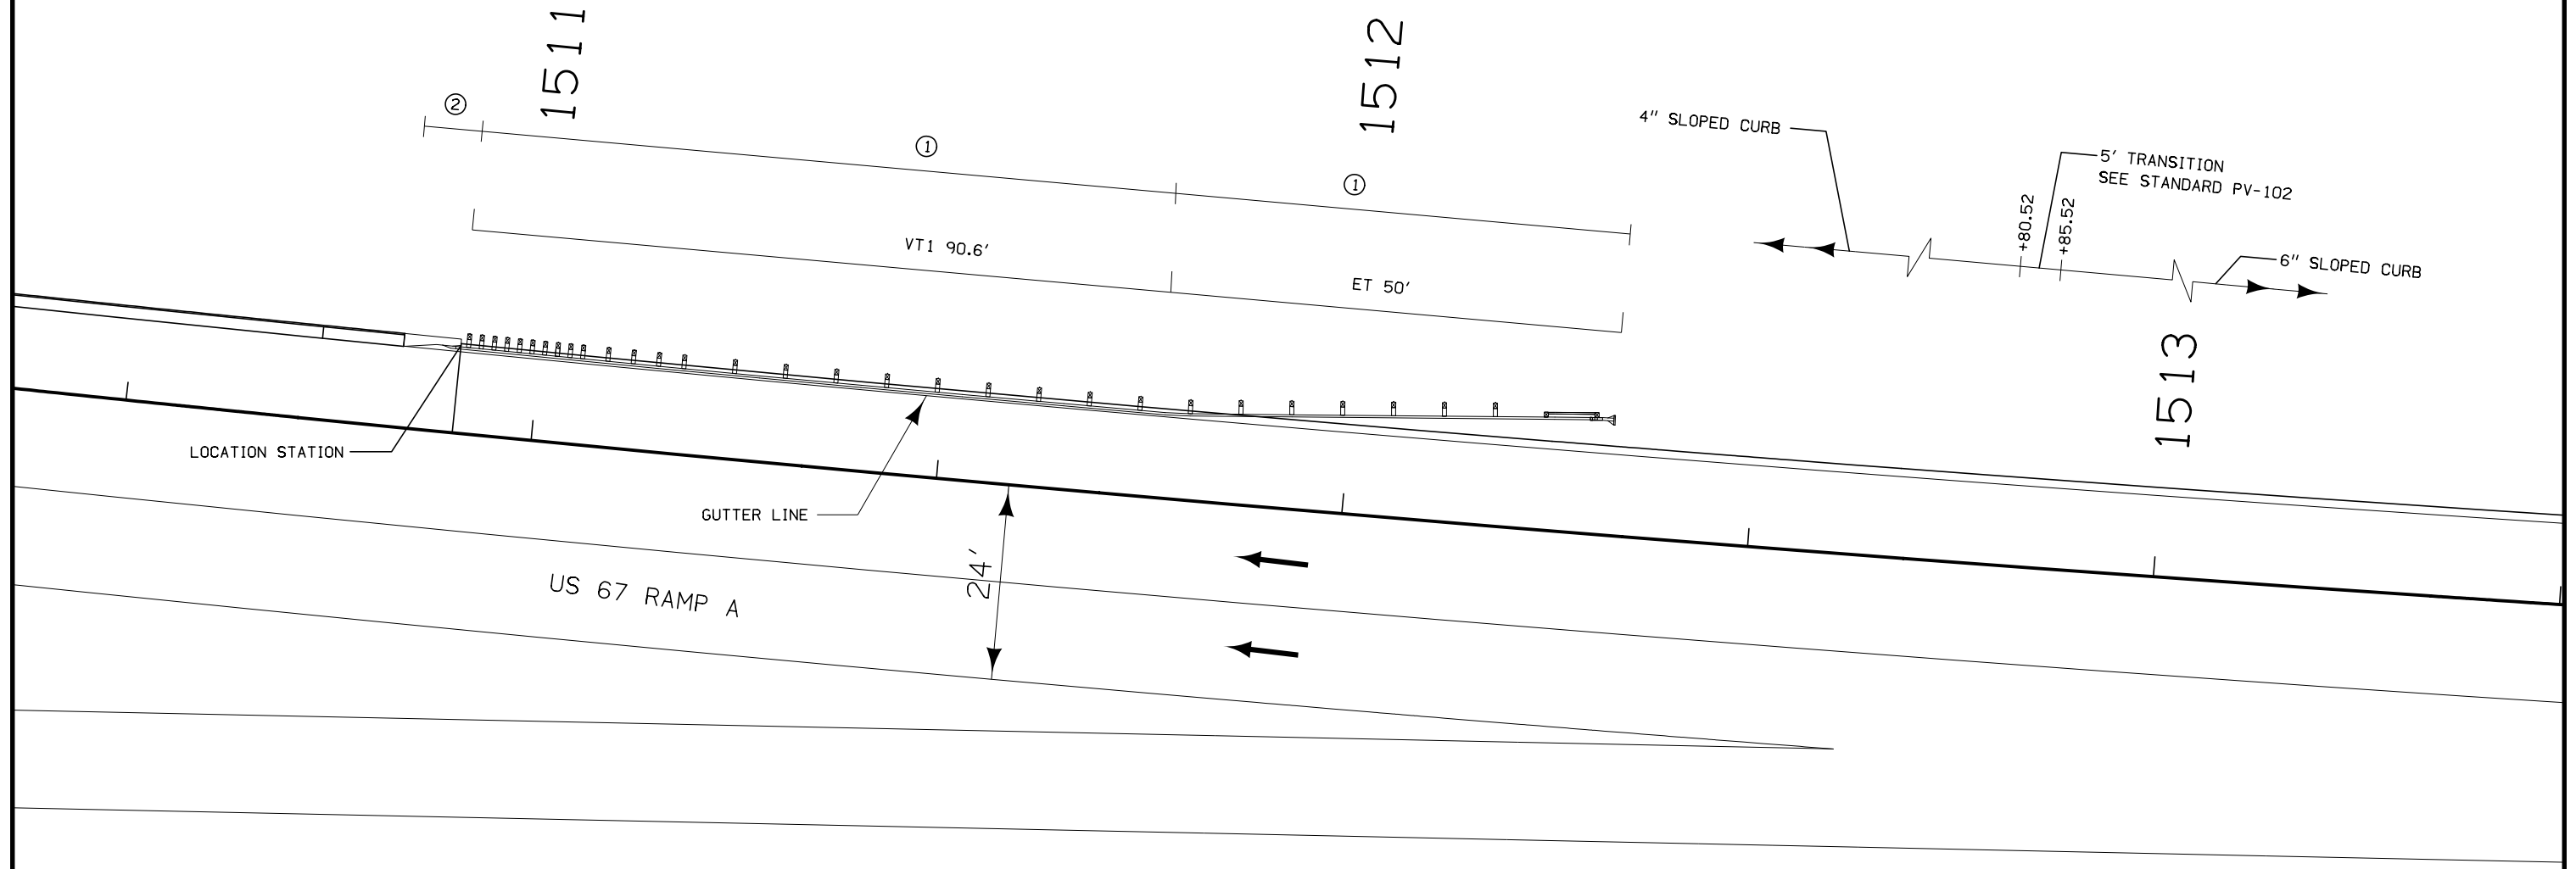 1511
1512
②
①
①
4" SLOPED CURB
5' TRANSITION
SEE STANDARD PV-102
+80.52
+85.52
6" SLOPED CURB
VT1 90.6'
ET 50'
1513
LOCATION STATION
GUTTER LINE
24'
US 67 RAMP A